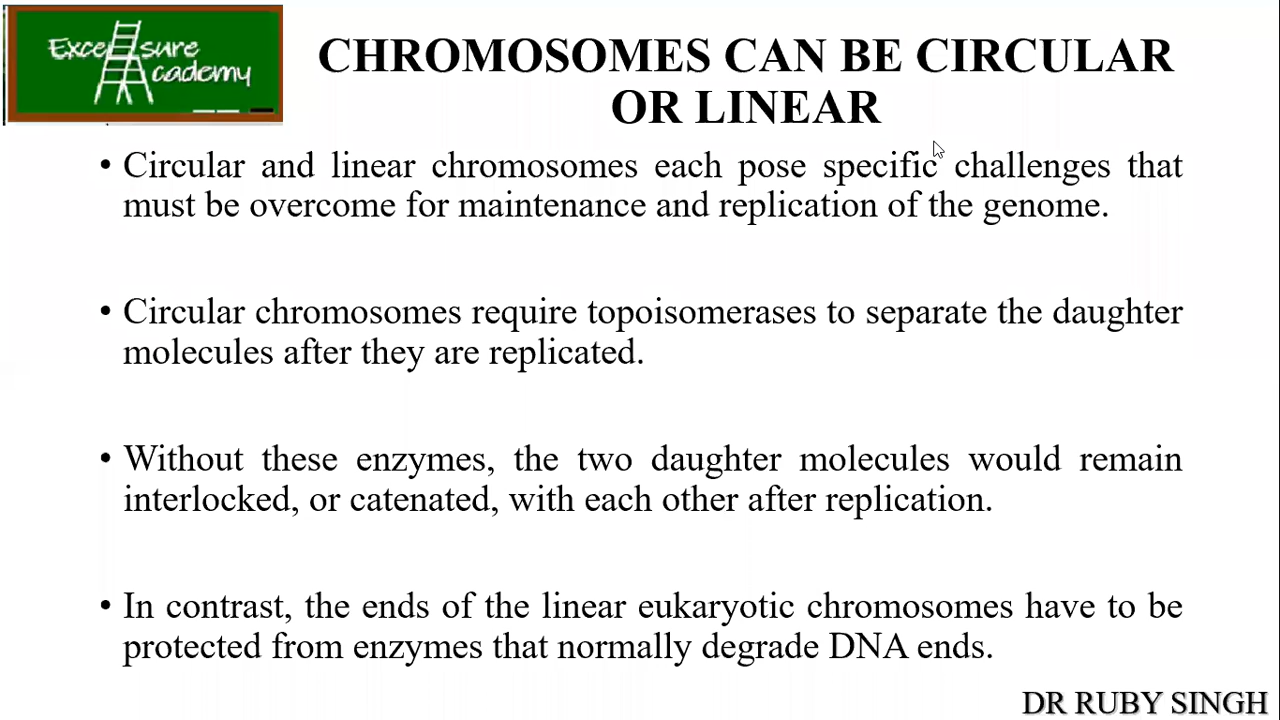 Excel sure
Academy
CHROMOSOMES CAN BE CIRCULAR
OR LINEAR
• Circular and linear chromosomes each pose specific challenges that
must be overcome for maintenance and replication of the genome.
• Circular chromosomes require topoisomerases to separate the daughter
molecules after they are replicated.
• Without these enzymes, the two daughter molecules would remain
interlocked, or catenated, with each other after replication.
• In contrast, the ends of the linear eukaryotic chromosomes have to be
protected from enzymes that normally degrade DNA ends.
DR RUBY SINGH